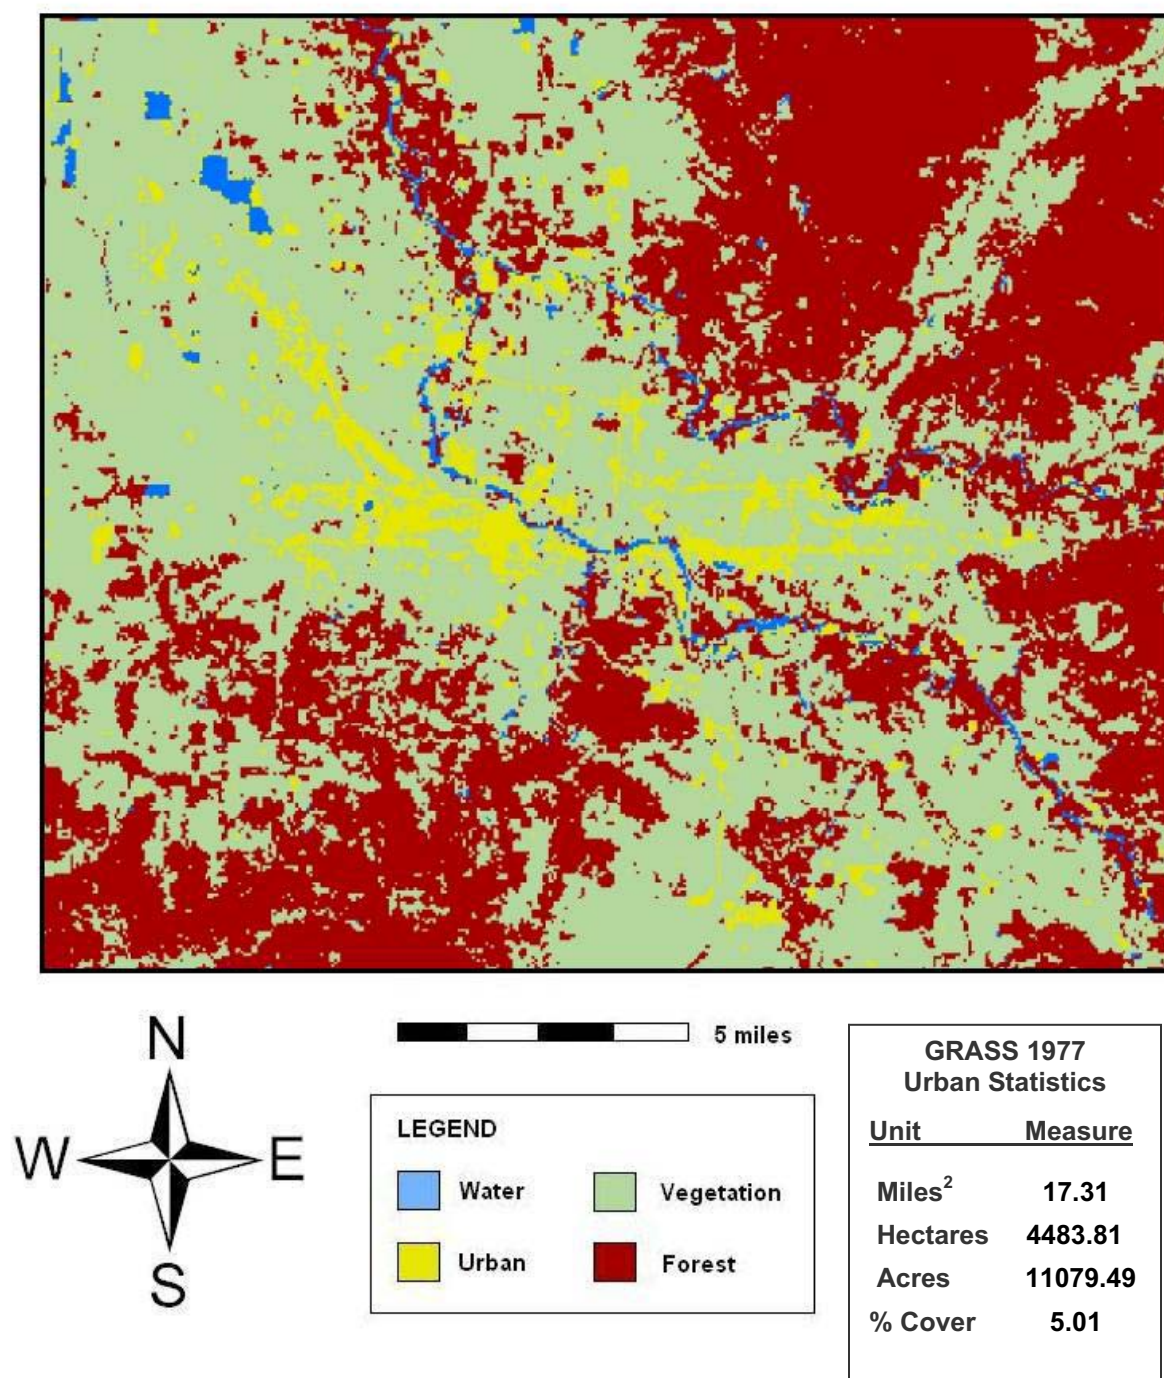 N
W E
S
5 miles
LEGEND
Water
Vegetation
Urban
Forest
GRASS 1977
Urban Statistics
Unit Measure
Miles² 17.31
Hectares 4483.81
Acres 11079.49
% Cover 5.01